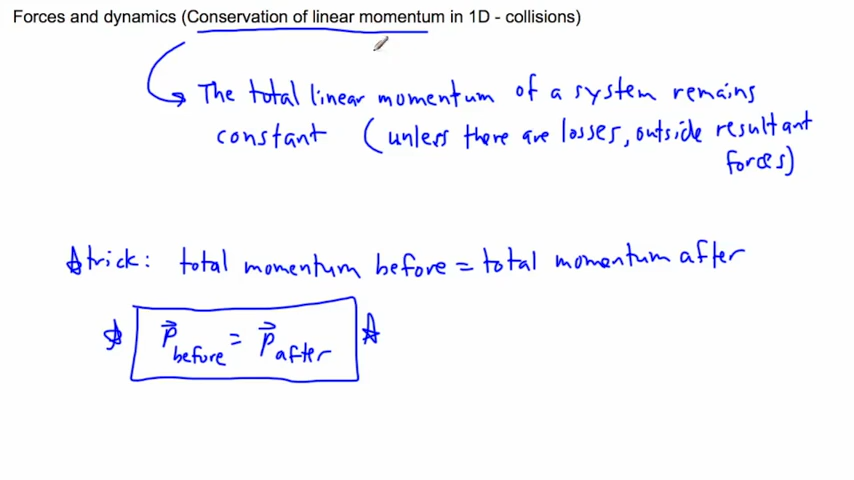 Forces and dynamics (Conservation of linear momentum in 1D - collisions)
The total linear momentum of a system remains
constant (unless there are losses, outside resultant
forces)
trick: total momentum before = total momentum after
p⃗ before = p⃗ after